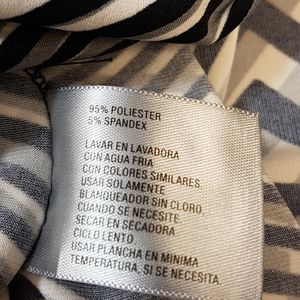 95% POLIESTER
5% SPANDEX
LAVAR EN LAVADORA
CON AGUA FRIA
CON COLORES SIMILARES,
USAR SOLAMENTE
BLANQUEADOR SIN CLORO,
CUANDO SE NECESITE
SECAR EN SECADORA
CICLO LENTO
USAR PLANCHA EN MINIMA
TEMPERATURA, SI SE NECESITA.